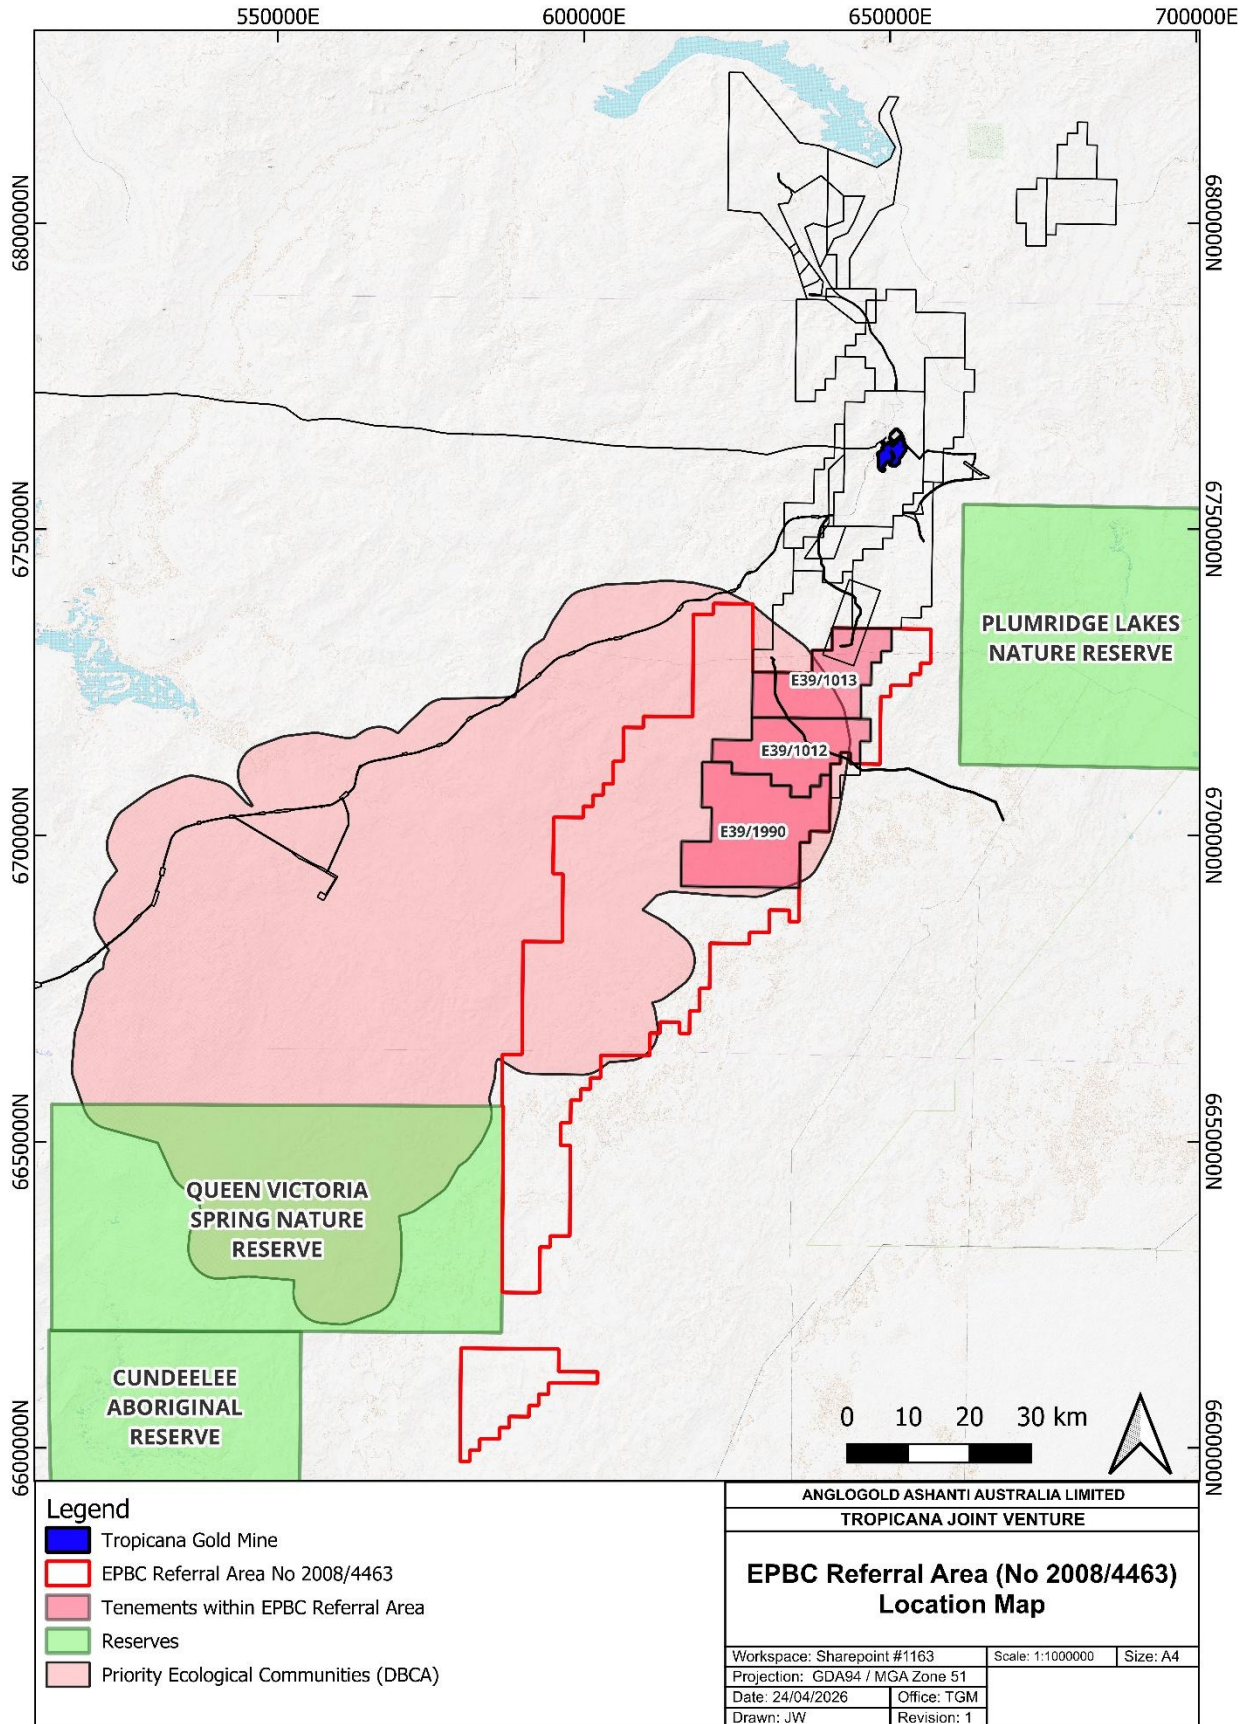 550000E 600000E 650000E 700000E
6800000N 6800000N
6750000N 6750000N
PLUMRIDGE LAKES
NATURE RESERVE
E39/1013
E39/1012
E39/1990
6700000N 6700000N
6650000N 6650000N
QUEEN VICTORIA
SPRING NATURE
RESERVE
CUNDEELEE
ABORIGINAL
RESERVE
0 10 20 30 km
6600000N 6600000N
Legend
Tropicana Gold Mine
EPBC Referral Area No 2008/4463
Tenements within EPBC Referral Area
Reserves
Priority Ecological Communities (DBCA)
ANGLOGOLD ASHANTI AUSTRALIA LIMITED
TROPICANA JOINT VENTURE
EPBC Referral Area (No 2008/4463)
Location Map
Workspace: Sharepoint #1163 Scale: 1:1000000 Size: A4
Projection: GDA94 / MGA Zone 51
Date: 24/04/2026 Office: TGM
Drawn: JW Revision: 1